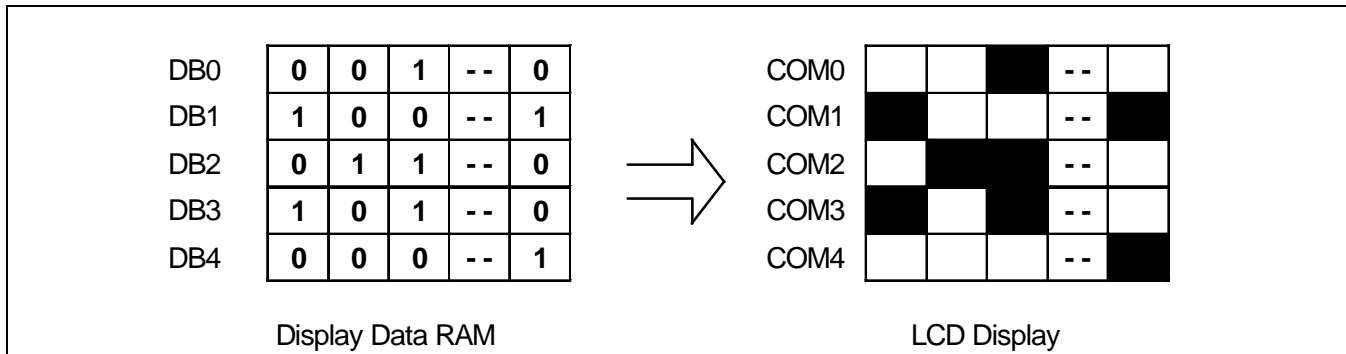 DB0 0 0 1 -- 0 COM0 --
DB1 1 0 0 -- 1 COM1 --
DB2 0 1 1 -- 0 COM2 --
DB3 1 0 1 -- 0 COM3 --
DB4 0 0 0 -- 1 COM4 --
Display Data RAM LCD Display